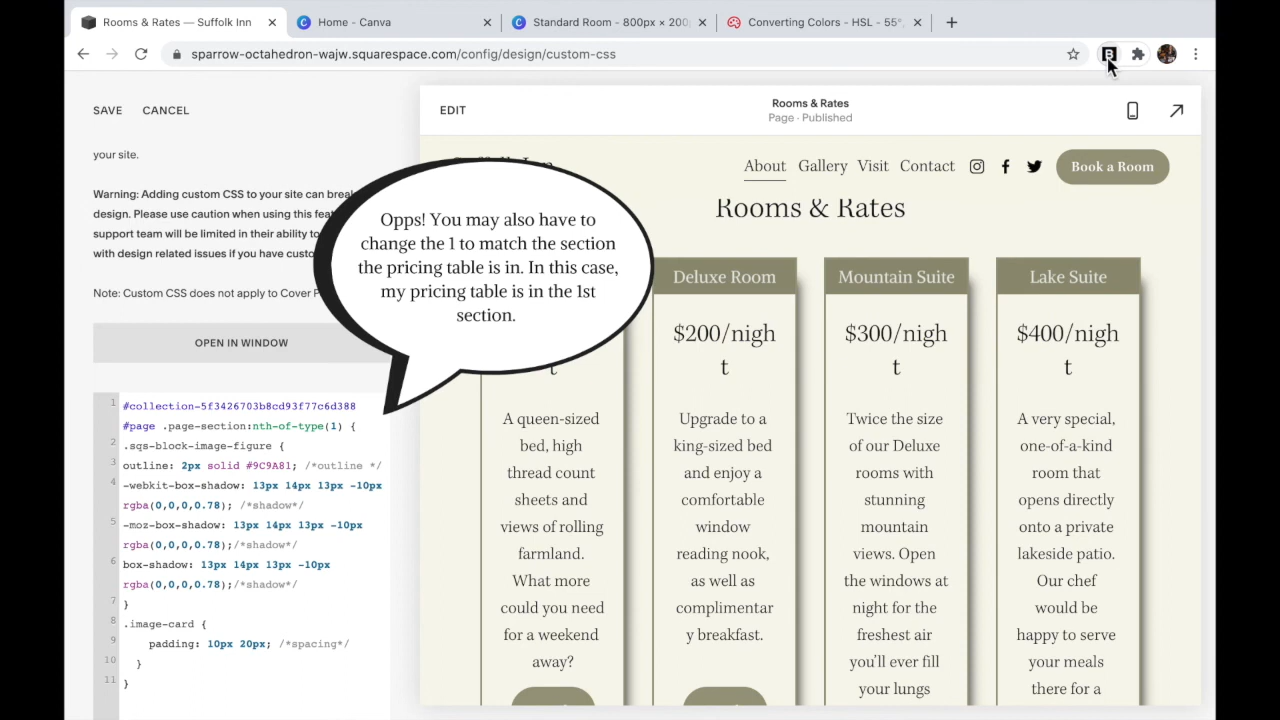 Rooms & Rates — Suffolk Inn
Home - Canva
Standard Room - 800px × 200
Converting Colors - HSL - 55°,
sparrow-octahedron-wajw.squarespace.com/config/design/custom-css
B
SAVE CANCEL
your site.
Warning: Adding custom CSS to your site can break
design. Please use caution when using this
support team will be limited in their ability to
with design related issues if you have
Note: Custom CSS does not apply to Cover
OPEN IN WINDOW
1 #collection-5f3426703b8cd93f77c6d388
#page .page-section:nth-of-type(1) {
2 .sqs-block-image-figure {
3 outline: 2px solid #9C9A81; /*outline */
4 -webkit-box-shadow: 13px 14px 13px -10px
rgba(0,0,0,0.78); /*shadow*/
5 -moz-box-shadow: 13px 14px 13px -10px
rgba(0,0,0,0.78);/*shadow*/
6 box-shadow: 13px 14px 13px -10px
rgba(0,0,0,0.78);/*shadow*/
7 }
8 .image-card {
9 padding: 10px 20px; /*spacing*/
10 }
11 }
Opps! You may also have to
change the 1 to match the section
the pricing table is in. In this case,
my pricing table is in the 1st
section.
EDIT
Rooms & Rates
Page · Published
About Gallery Visit Contact
Book a Room
Rooms & Rates
t
A queen-sized
bed, high
thread count
sheets and
views of rolling
farmland.
What more
could you need
for a weekend
away?
Deluxe Room
$200/nigh
t
Upgrade to a
king-sized bed
and enjoy a
comfortable
window
reading nook,
as well as
complimentar
y breakfast.
Mountain Suite
$300/nigh
t
Twice the size
of our Deluxe
rooms with
stunning
mountain
views. Open
the windows at
night for the
freshest air
you'll ever fill
your lungs
Lake Suite
$400/nigh
t
A very special,
one-of-a-kind
room that
opens directly
onto a private
lakeside patio.
Our chef
would be
happy to serve
your meals
there for a